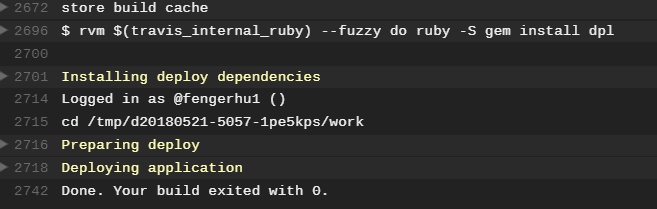 2672 store build cache
2696 $ rvm $(travis_internal_ruby) --fuzzy do ruby -S gem install dpl
2700
2701 Installing deploy dependencies
2714 Logged in as @fengerhu1 ()
2715 cd /tmp/d20180521-5057-1pe5kps/work
2716 Preparing deploy
2718 Deploying application
2742 Done. Your build exited with 0.